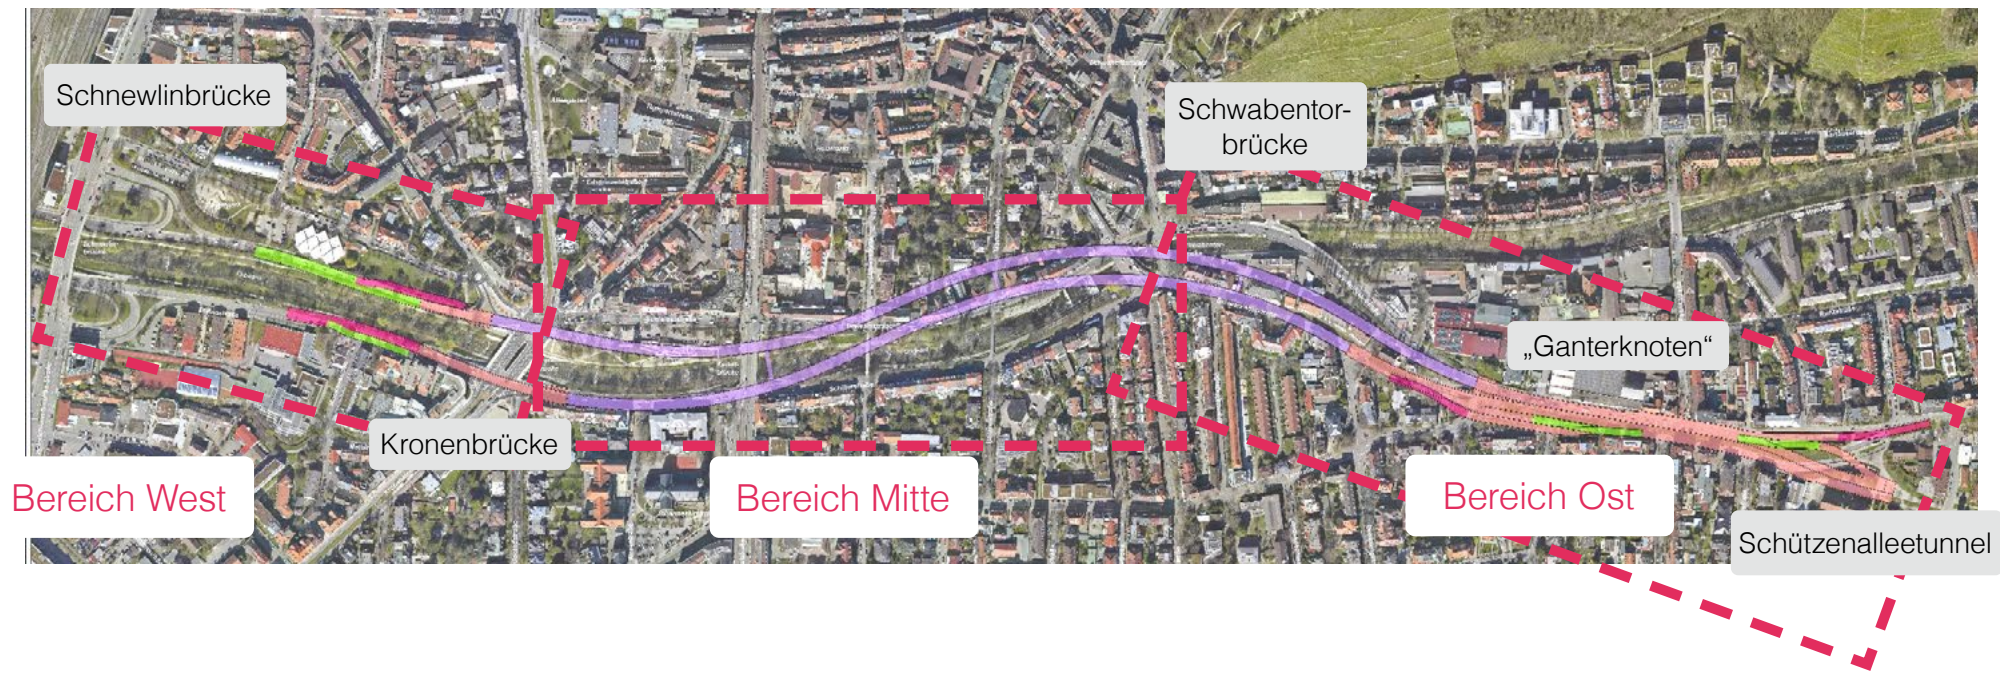 Schnewlinbrücke
Schwabentor-
brücke
„Ganterknoten“
Kronenbrücke
Bereich West
Bereich Mitte
Bereich Ost
Schützenalleetunnel